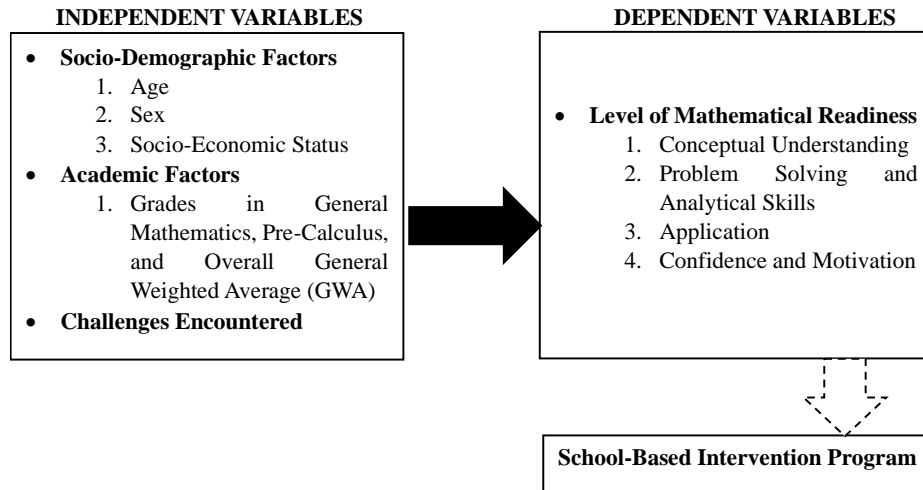 INDEPENDENT VARIABLES
• Socio-Demographic Factors
1. Age
2. Sex
3. Socio-Economic Status
• Academic Factors
1. Grades in General
Mathematics, Pre-Calculus,
and Overall General
Weighted Average (GWA)
• Challenges Encountered
DEPENDENT VARIABLES
• Level of Mathematical Readiness
1. Conceptual Understanding
2. Problem Solving and
Analytical Skills
3. Application
4. Confidence and Motivation
School-Based Intervention Program